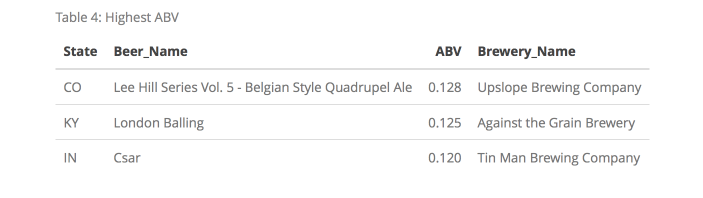 Table 4: Highest ABV
State Beer_Name ABV Brewery_Name
CO Lee Hill Series Vol. 5 - Belgian Style Quadrupel Ale 0.128 Upslope Brewing Company
KY London Balling 0.125 Against the Grain Brewery
IN Csar 0.120 Tin Man Brewing Company